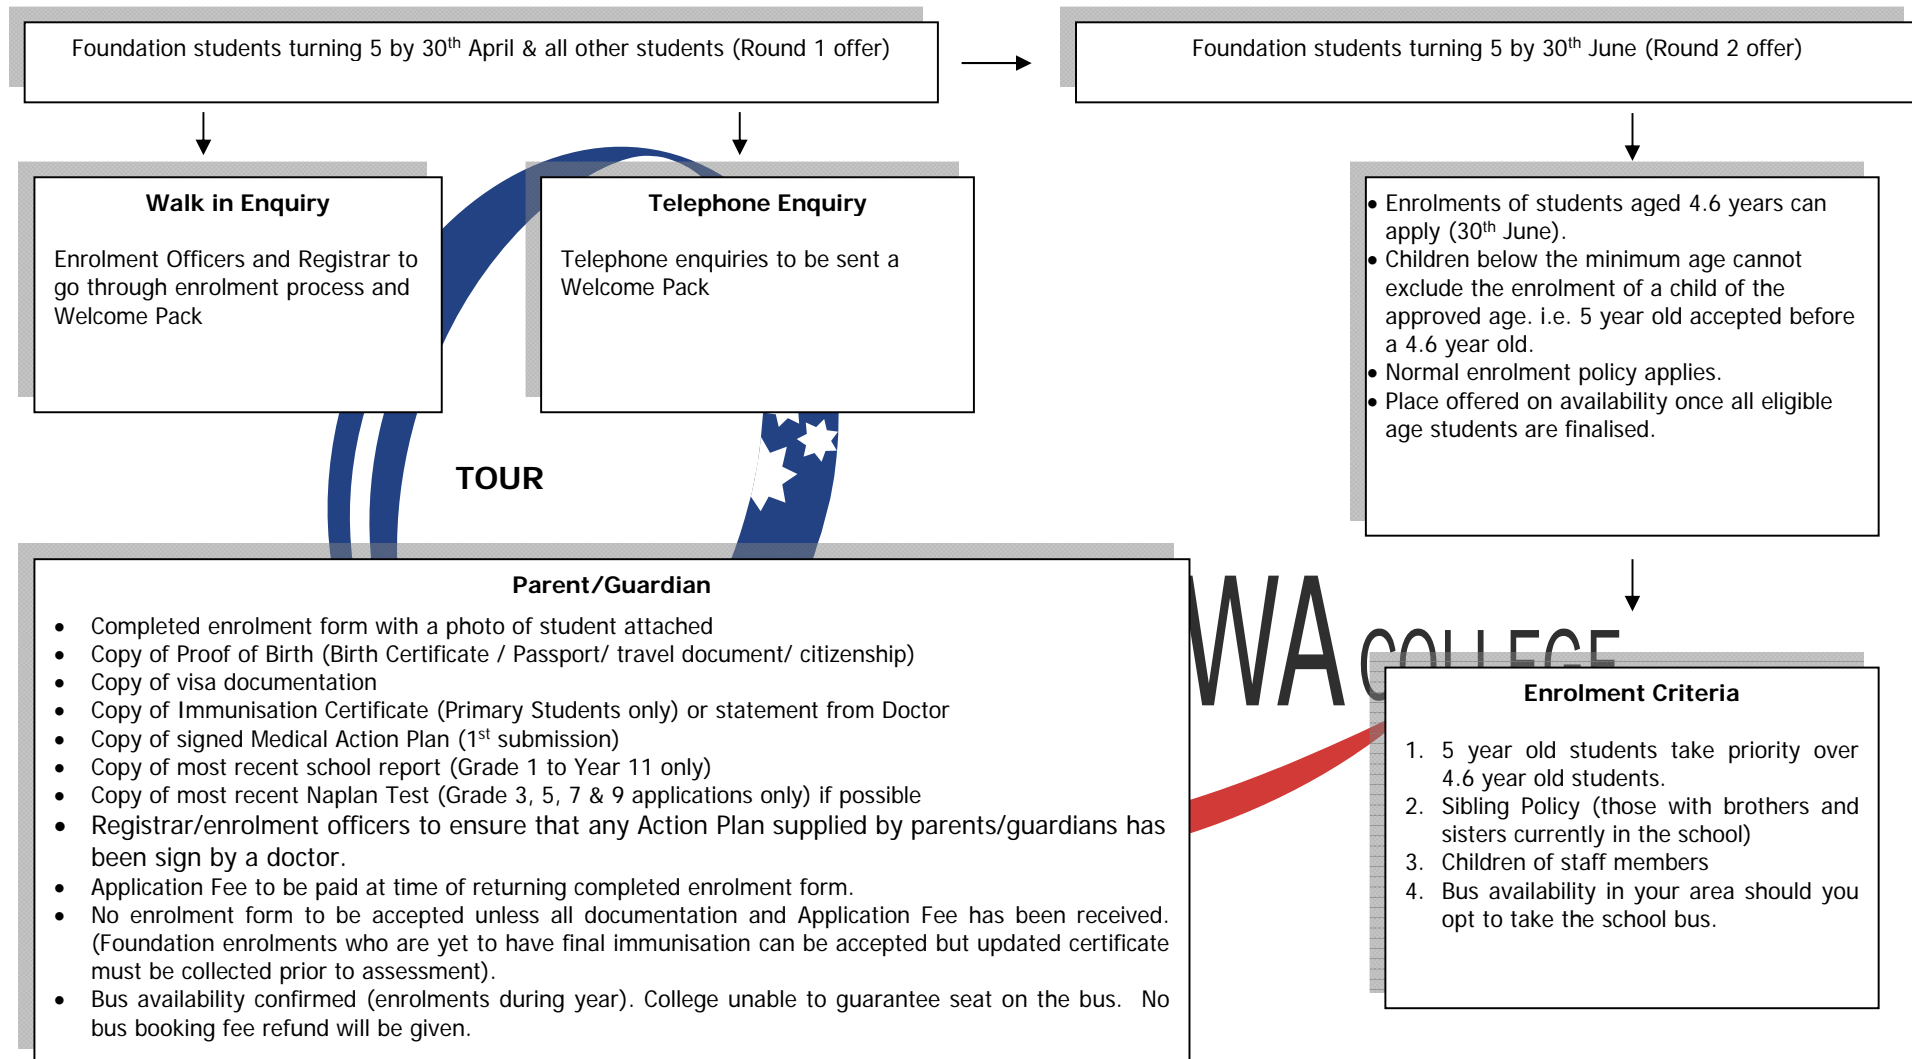 Foundation students turning 5 by 30th April & all other students (Round 1 offer)
Foundation students turning 5 by 30th June (Round 2 offer)
Walk in Enquiry
Enrolment Officers and Registrar to
go through enrolment process and
Welcome Pack
Telephone Enquiry
Telephone enquiries to be sent a
Welcome Pack
• Enrolments of students aged 4.6 years can
apply (30th June).
• Children below the minimum age cannot
exclude the enrolment of a child of the
approved age. i.e. 5 year old accepted before
a 4.6 year old.
• Normal enrolment policy applies.
• Place offered on availability once all eligible
age students are finalised.
TOUR
Parent/Guardian
• Completed enrolment form with a photo of student attached
• Copy of Proof of Birth (Birth Certificate / Passport/ travel document/ citizenship)
• Copy of visa documentation
• Copy of Immunisation Certificate (Primary Students only) or statement from Doctor
• Copy of signed Medical Action Plan (1st submission)
• Copy of most recent school report (Grade 1 to Year 11 only)
• Copy of most recent Naplan Test (Grade 3, 5, 7 & 9 applications only) if possible
• Registrar/enrolment officers to ensure that any Action Plan supplied by parents/guardians has
been sign by a doctor.
• Application Fee to be paid at time of returning completed enrolment form.
• No enrolment form to be accepted unless all documentation and Application Fee has been received.
(Foundation enrolments who are yet to have final immunisation can be accepted but updated certificate
must be collected prior to assessment).
• Bus availability confirmed (enrolments during year). College unable to guarantee seat on the bus. No
bus booking fee refund will be given.
WA COLLEGE
Enrolment Criteria
1. 5 year old students take priority over
4.6 year old students.
2. Sibling Policy (those with brothers and
sisters currently in the school)
3. Children of staff members
4. Bus availability in your area should you
opt to take the school bus.